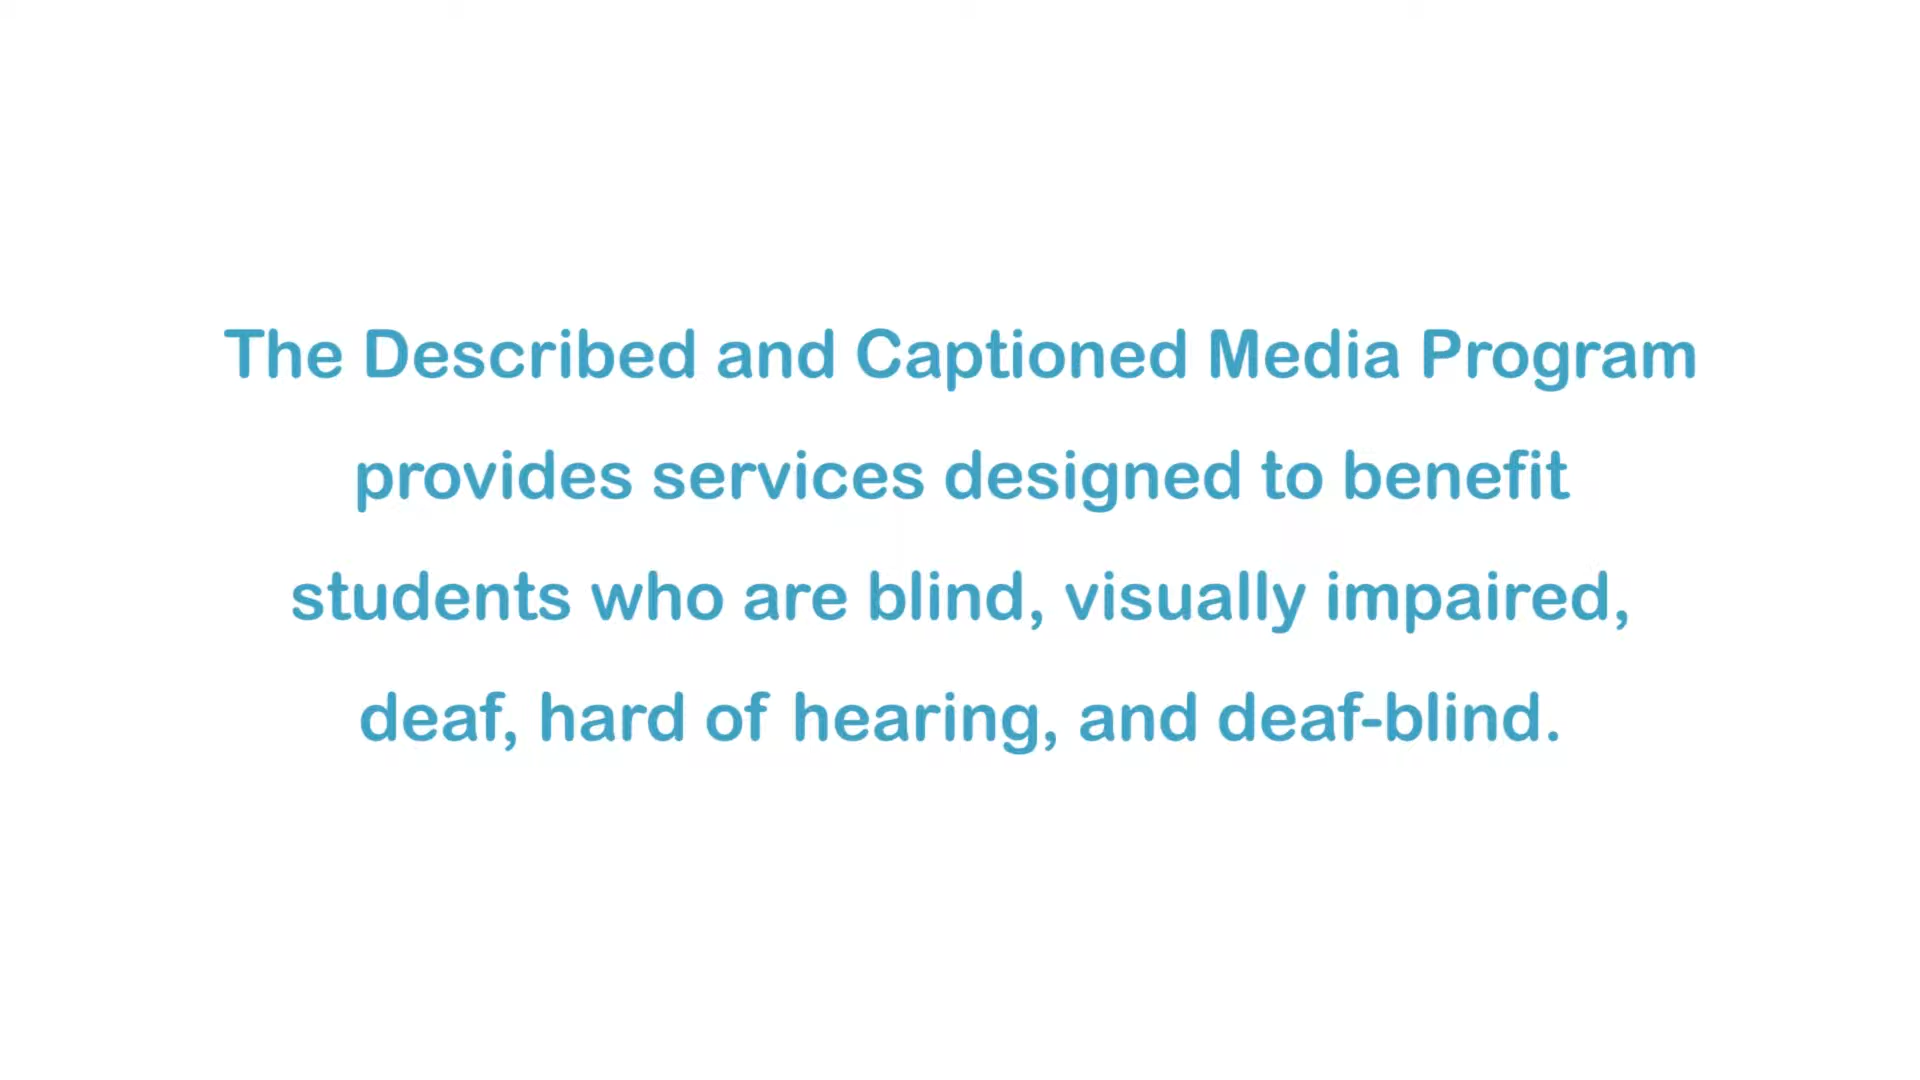 The Described and Captioned Media Program
provides services designed to benefit
students who are blind, visually impaired,
deaf, hard of hearing, and deaf-blind.